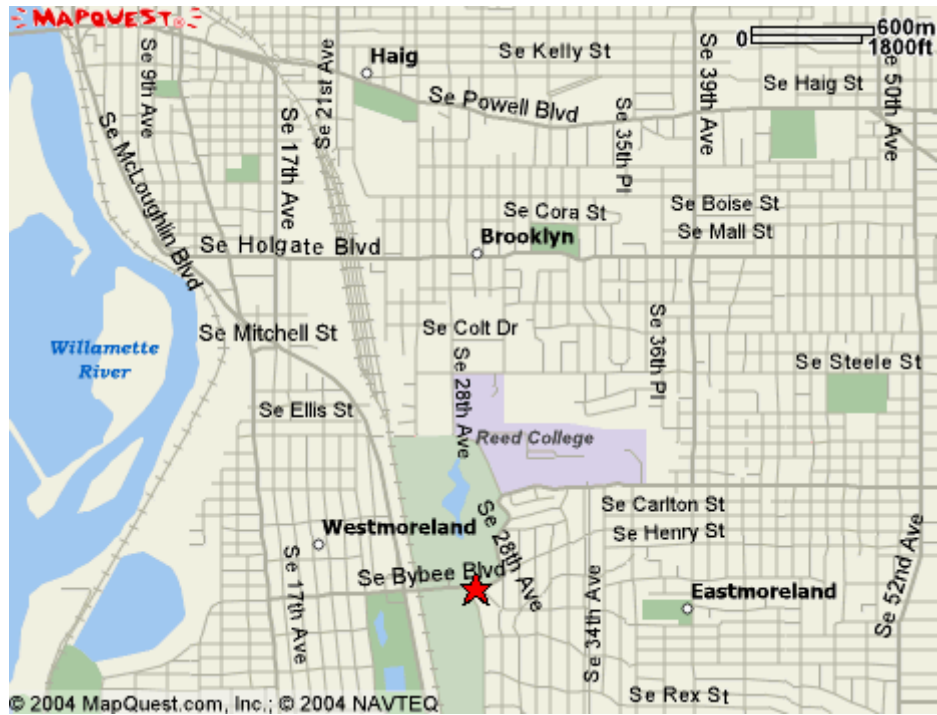 MAPQUEST
600m
0
1800ft
Se Kelly St
Haig
Se Haig St
Se 9th Ave
Se 21st Ave
Se 39th Ave
Se 50th Ave
Se Powell Blvd
Se 35th Pl
Se 17th Ave
Se McLoughlin Blvd
Se Cora St
Se Boise St
Se Mall St
Brooklyn
Se Holgate Blvd
Se Mitchell St
Se Colt Dr
Se 36th Pl
Willamette
River
Se Steele St
Se 28th Ave
Se Ellis St
Reed College
Se Carlton St
Se 28th Ave
Westmoreland
Se Henry St
Se 17th Ave
Se Bybee Blvd
Se 34th Ave
Eastmoreland
Se 52nd Ave
Se Rex St
© 2004 MapQuest.com, Inc.; © 2004 NAVTEQ